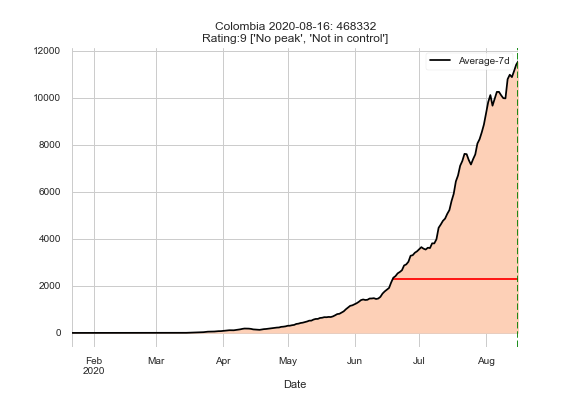 Colombia 2020-08-16: 468332
Rating:9 ['No peak', 'Not in control']
Average-7d
12000
10000
8000
6000
4000
2000
0
Feb Mar Apr May Jun Jul Aug
2020
Date